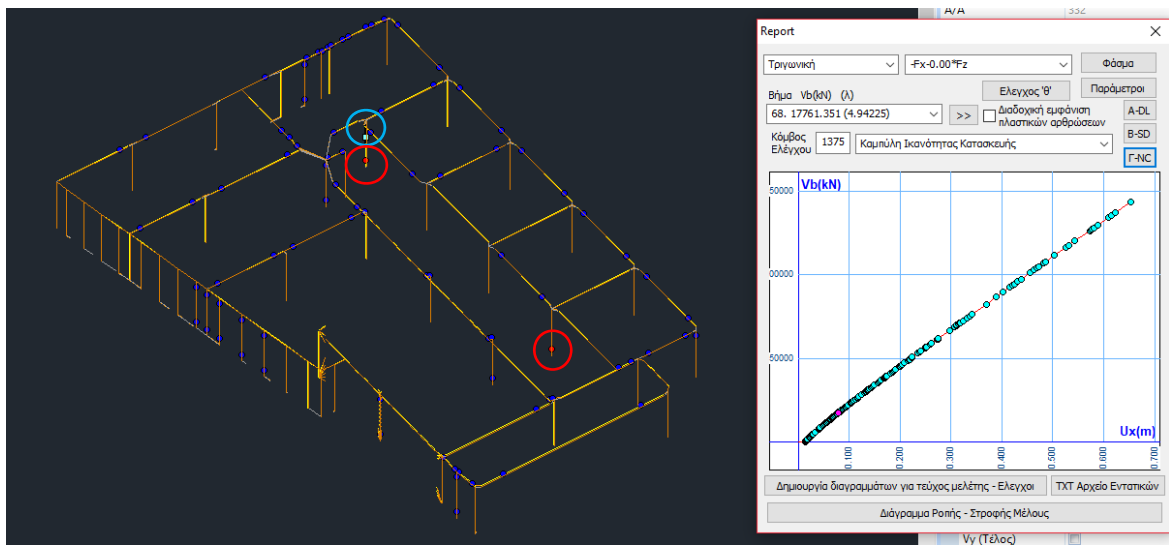 A/A 332
Report
Τριγωνική -Fx-0.00*Fz Φάσμα
Ελεγχος 'θ' Παράμετροι
Βήμα Vb(kN) (λ)
68. 17761.351 (4.94225) >> Διαδοχική εμφάνιση πλαστικών αρθρώσεων A-DL
Κόμβος Ελέγχου 1375 Καμπύλη Ικανότητας Κατασκευής B-SD
Γ-NC
Vb(kN)
50000
00000
50000
Ux(m)
0.100 0.200 0.300 0.400 0.500 0.600 0.700
Δημιουργία διαγραμμάτων για τεύχος μελέτης - Ελεγχοι TXT Αρχείο Εντατικών
Διάγραμμα Ροπής - Στροφής Μέλους
Vy (Τέλος)